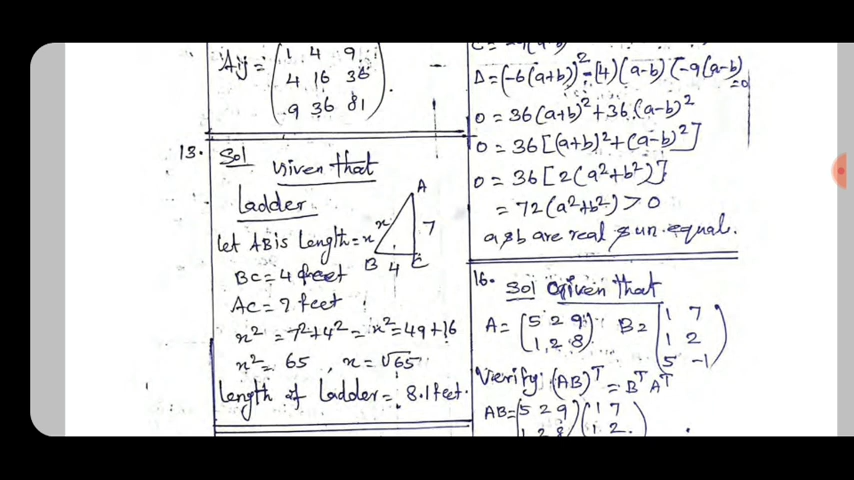 Aij = (1 4 9
4 16 36
9 36 81).
13. Sol Given that
Ladder
Let AB is Length = x
BC = 4 feet
AC = 7 feet
x² = 7² + 4² = x² = 49 + 16
x² = 65, x = √65
Length of Ladder = 8.1 feet.
A
x
7
B
4
C
Δ = (-6(a+b))² - (4)(a-b)(-9(a-b)
=0
0 = 36(a+b)² + 36(a-b)²
0 = 36[(a+b)² + (a-b)²]
0 = 36[2(a²+b²)]
= 72(a²+b²) > 0
a & b are real & un equal.
16. Sol Given that
A = (5 2 9
1 2 8) B = (1 7
1 2
5 -1)
Verify (AB)ᵀ = BᵀAᵀ
AB = (5 2 9
1 2 8) (1 7
1 2